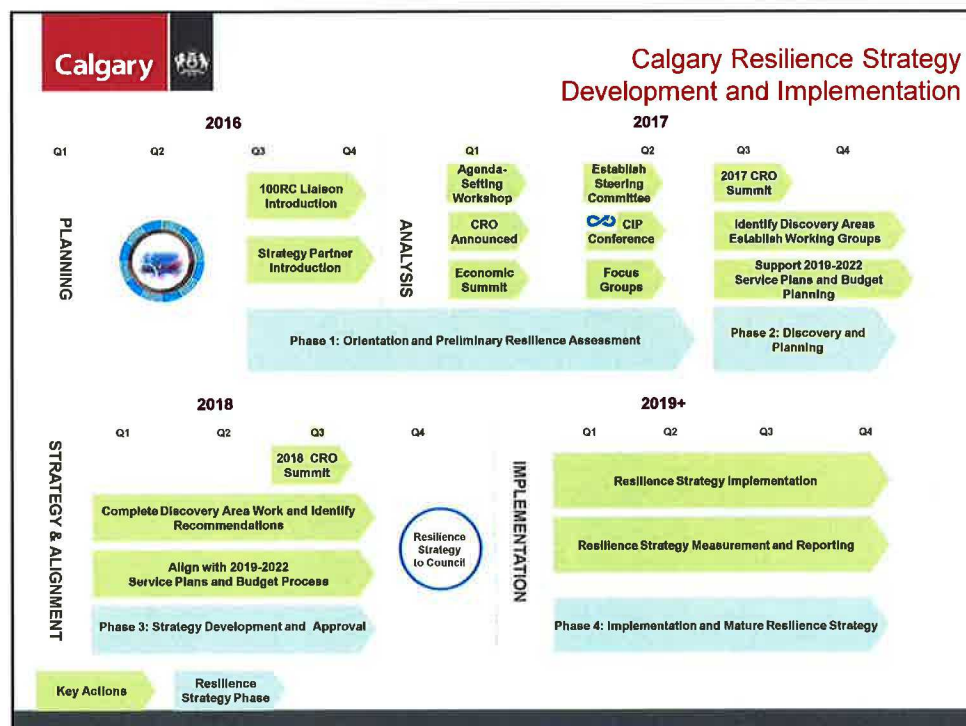 Calgary
Calgary Resilience Strategy
Development and Implementation
2016
Q1
Q2
Q3
Q4
PLANNING
100RC Liaison
Introduction
Strategy Partner
Introduction
2017
Q1
Q2
Q3
Q4
ANALYSIS
Agenda-
Setting
Workshop
Establish
Steering
Committee
2017 CRO
Summit
CRO
Announced
CIP
Conference
Identify Discovery Areas
Establish Working Groups
Economic
Summit
Focus
Groups
Support 2019-2022
Service Plans and Budget
Planning
Phase 1: Orientation and Preliminary Resilience Assessment
Phase 2: Discovery and
Planning
2018
Q1
Q2
Q3
Q4
STRATEGY & ALIGNMENT
2018 CRO
Summit
Complete Discovery Area Work and Identify
Recommendations
Align with 2019-2022
Service Plans and Budget Process
Phase 3: Strategy Development and Approval
Resilience
Strategy
to Council
2019+
Q1
Q2
Q3
Q4
IMPLEMENTATION
Resilience Strategy Implementation
Resilience Strategy Measurement and Reporting
Phase 4: Implementation and Mature Resilience Strategy
Key Actions
Resilience
Strategy Phase